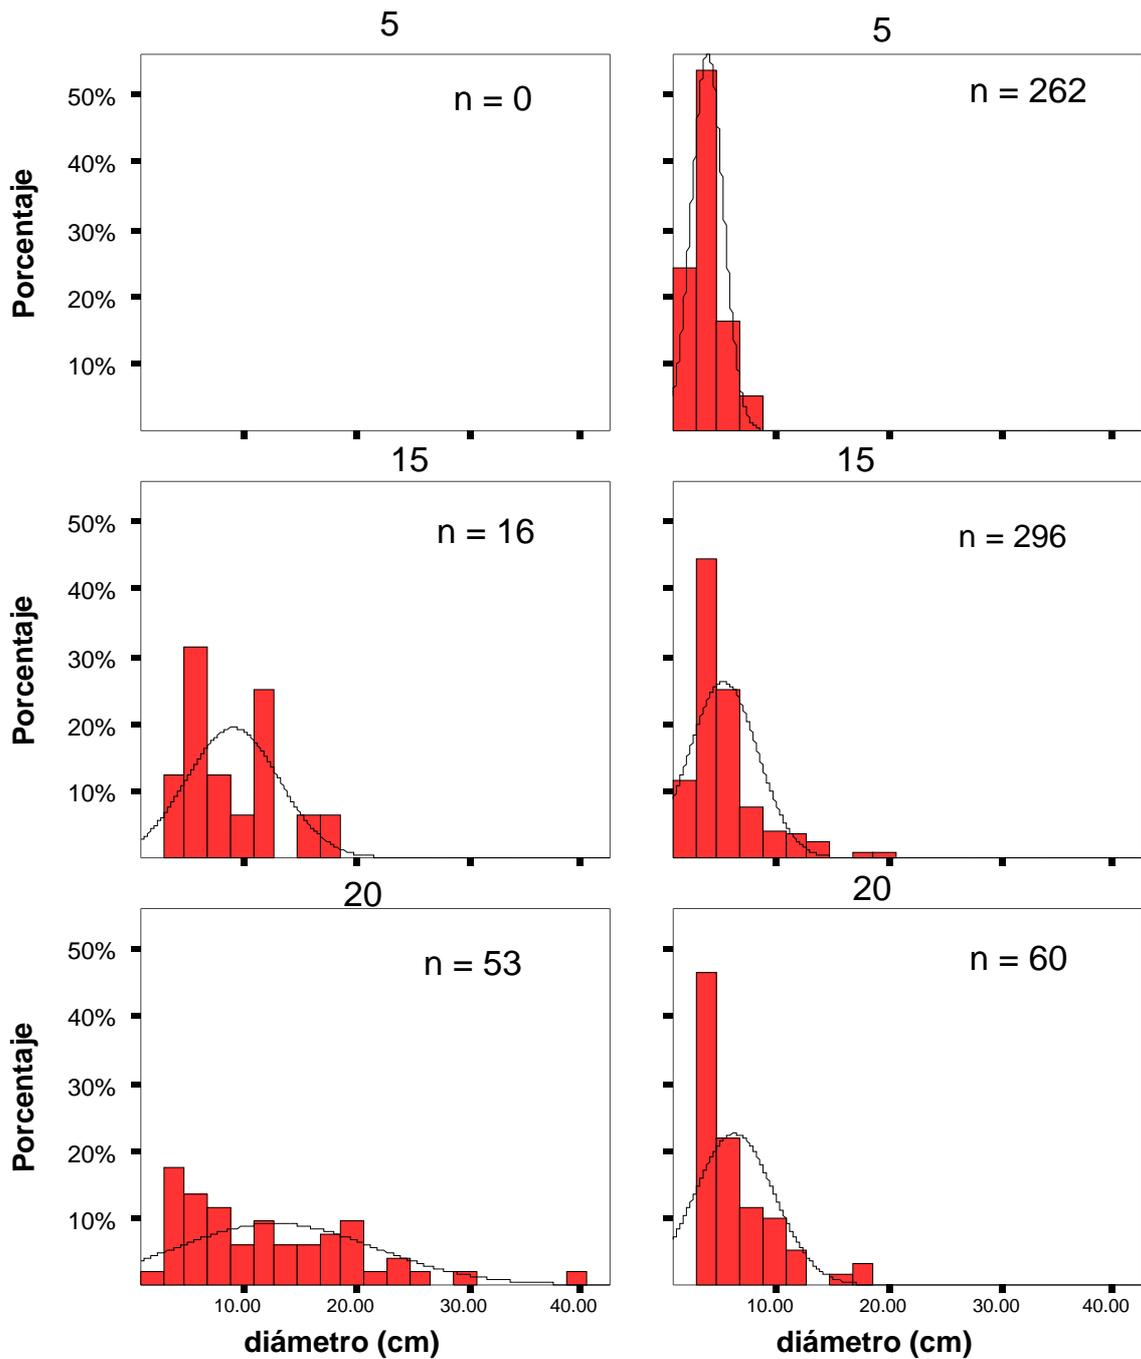 5
5
n = 0
n = 262
Porcentaje
50%
40%
30%
20%
10%
15
15
n = 16
n = 296
Porcentaje
50%
40%
30%
20%
10%
20
20
n = 53
n = 60
Porcentaje
50%
40%
30%
20%
10%
10.00 20.00 30.00 40.00
10.00 20.00 30.00 40.00
diámetro (cm)
diámetro (cm)